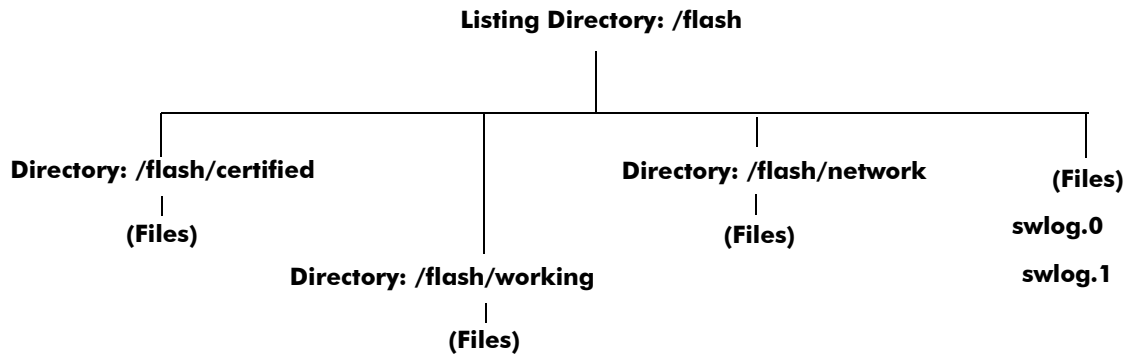 Listing Directory: /flash
Directory: /flash/certified
(Files)
Directory: /flash/working
(Files)
Directory: /flash/network
(Files)
(Files)
swlog.0
swlog.1